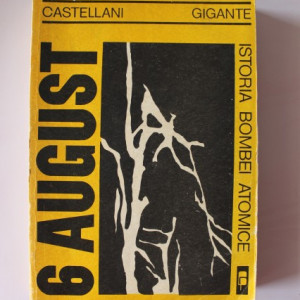 CASTELLANI GIGANTE
6 AUGUST
ISTORIA BOMBEI ATOMICE